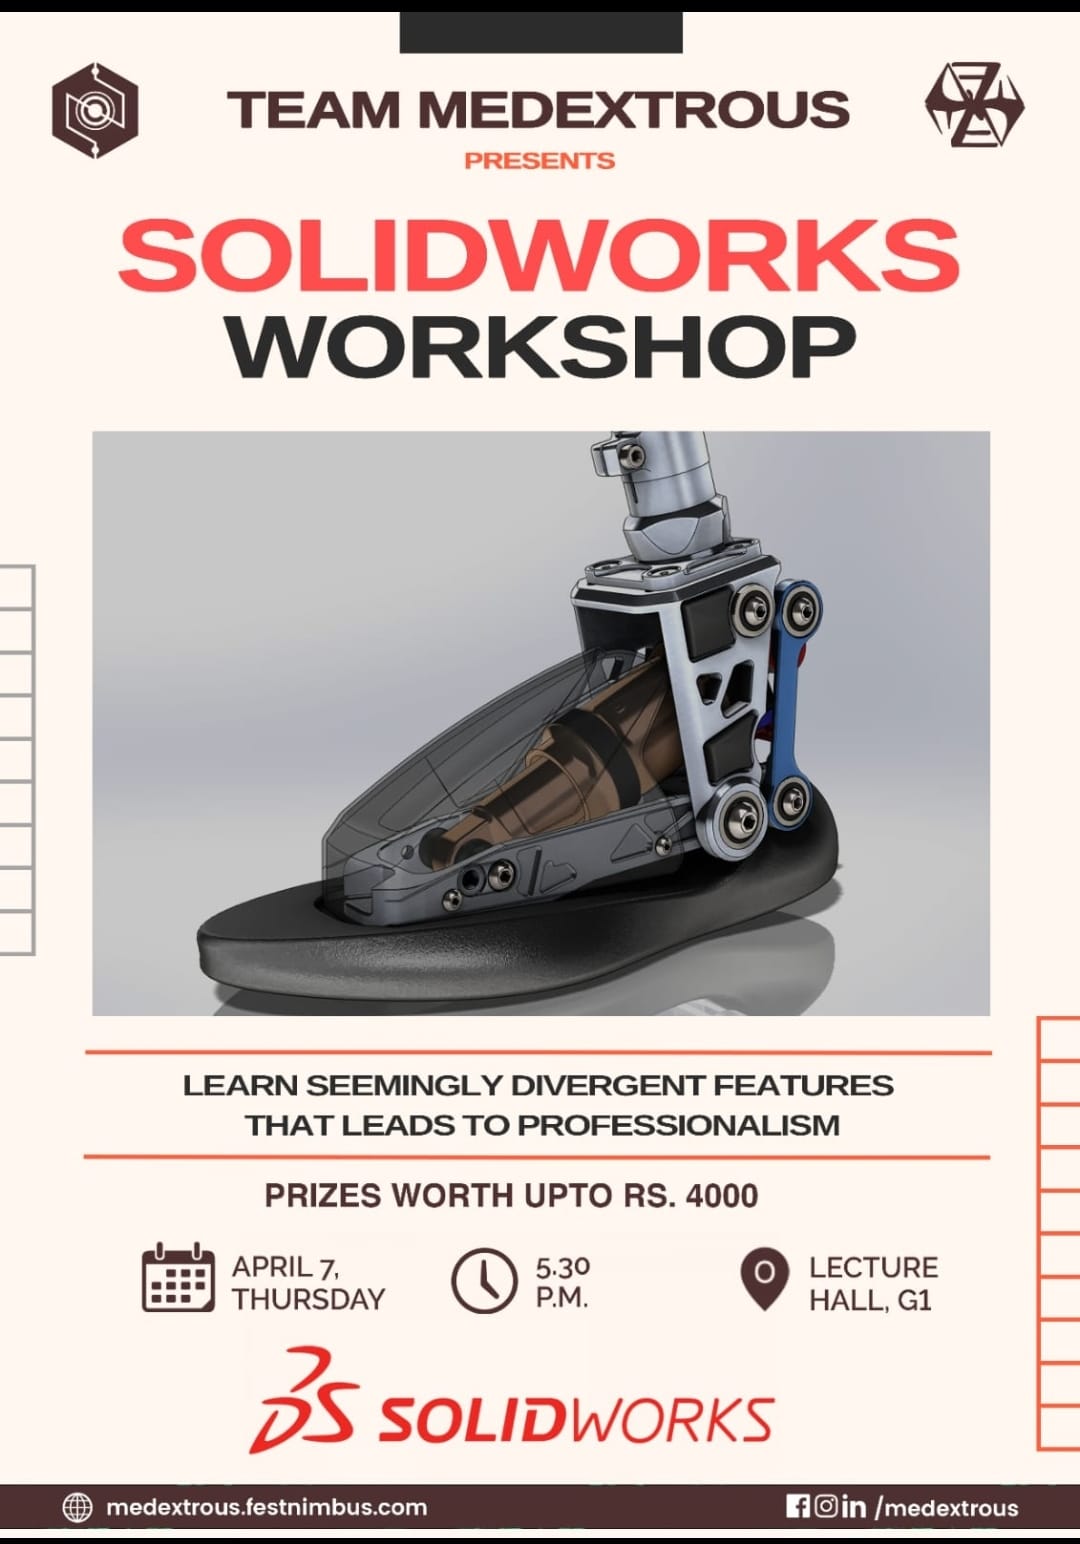 TEAM MEDEXTROUS
PRESENTS
SOLIDWORKS
WORKSHOP
LEARN SEEMINGLY DIVERGENT FEATURES
THAT LEADS TO PROFESSIONALISM
PRIZES WORTH UPTO RS. 4000
APRIL 7,
THURSDAY
5.30
P.M.
LECTURE
HALL, G1
DS SOLIDWORKS
medextrous.festnimbus.com
/medextrous